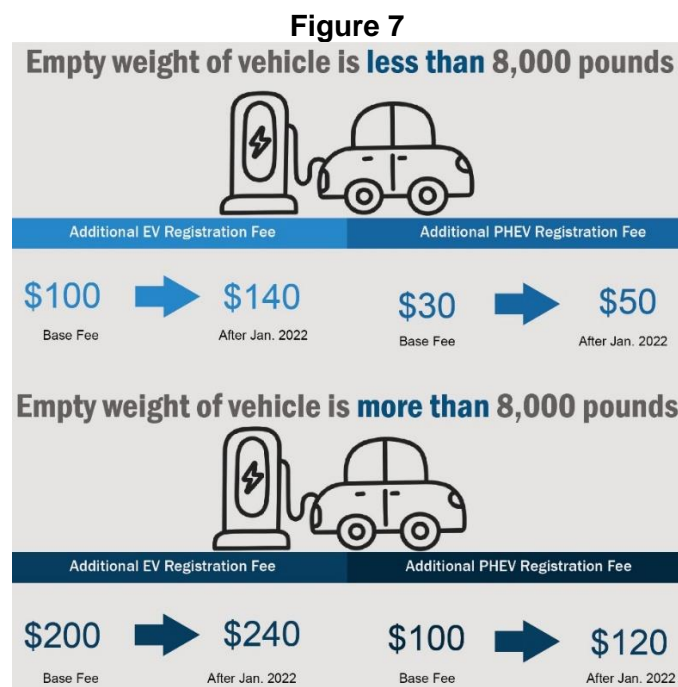 Figure 7
Empty weight of vehicle is less than 8,000 pounds
Additional EV Registration Fee
Additional PHEV Registration Fee
$100
$140
$30
$50
Base Fee
After Jan. 2022
Base Fee
After Jan. 2022
Empty weight of vehicle is more than 8,000 pounds
Additional EV Registration Fee
Additional PHEV Registration Fee
$200
$240
$100
$120
Base Fee
After Jan. 2022
Base Fee
After Jan. 2022